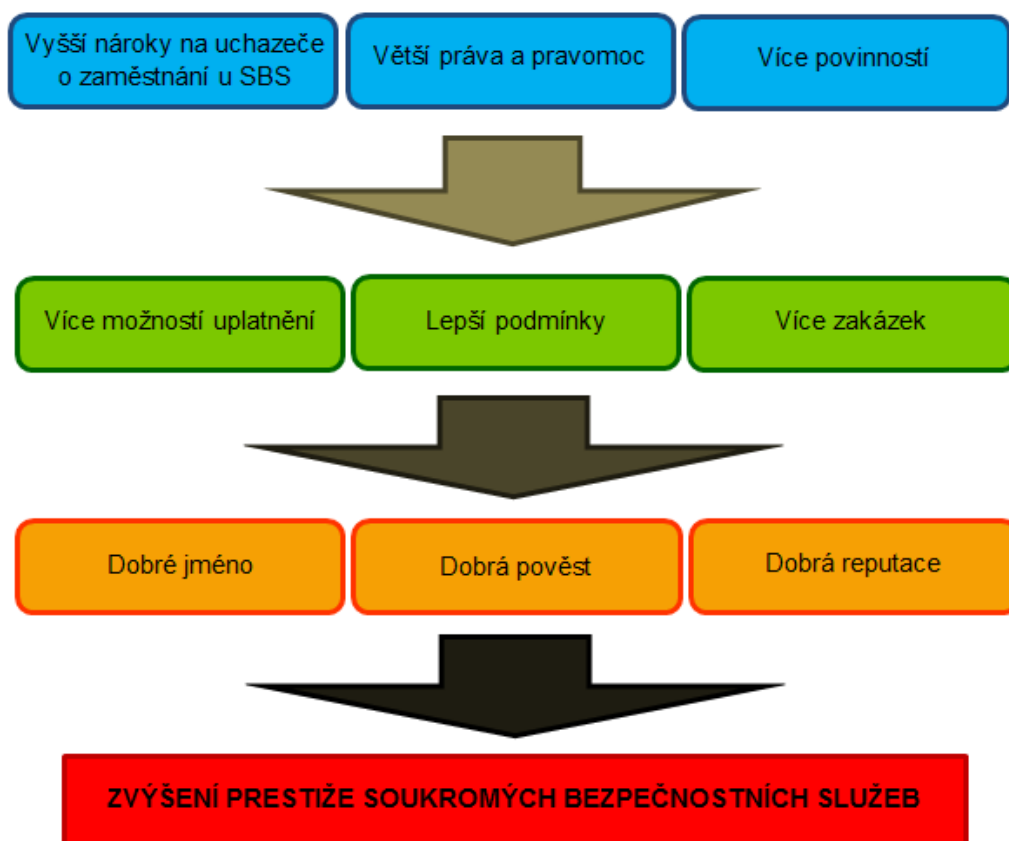 Vyšší nároky na uchazeče
o zaměstnání u SBS
Větší práva a pravomoc
Více povinností
Více možností uplatnění
Lepší podmínky
Více zakázek
Dobré jméno
Dobrá pověst
Dobrá reputace
ZVÝŠENÍ PRESTIŽE SOUKROMÝCH BEZPEČNOSTNÍCH SLUŽEB